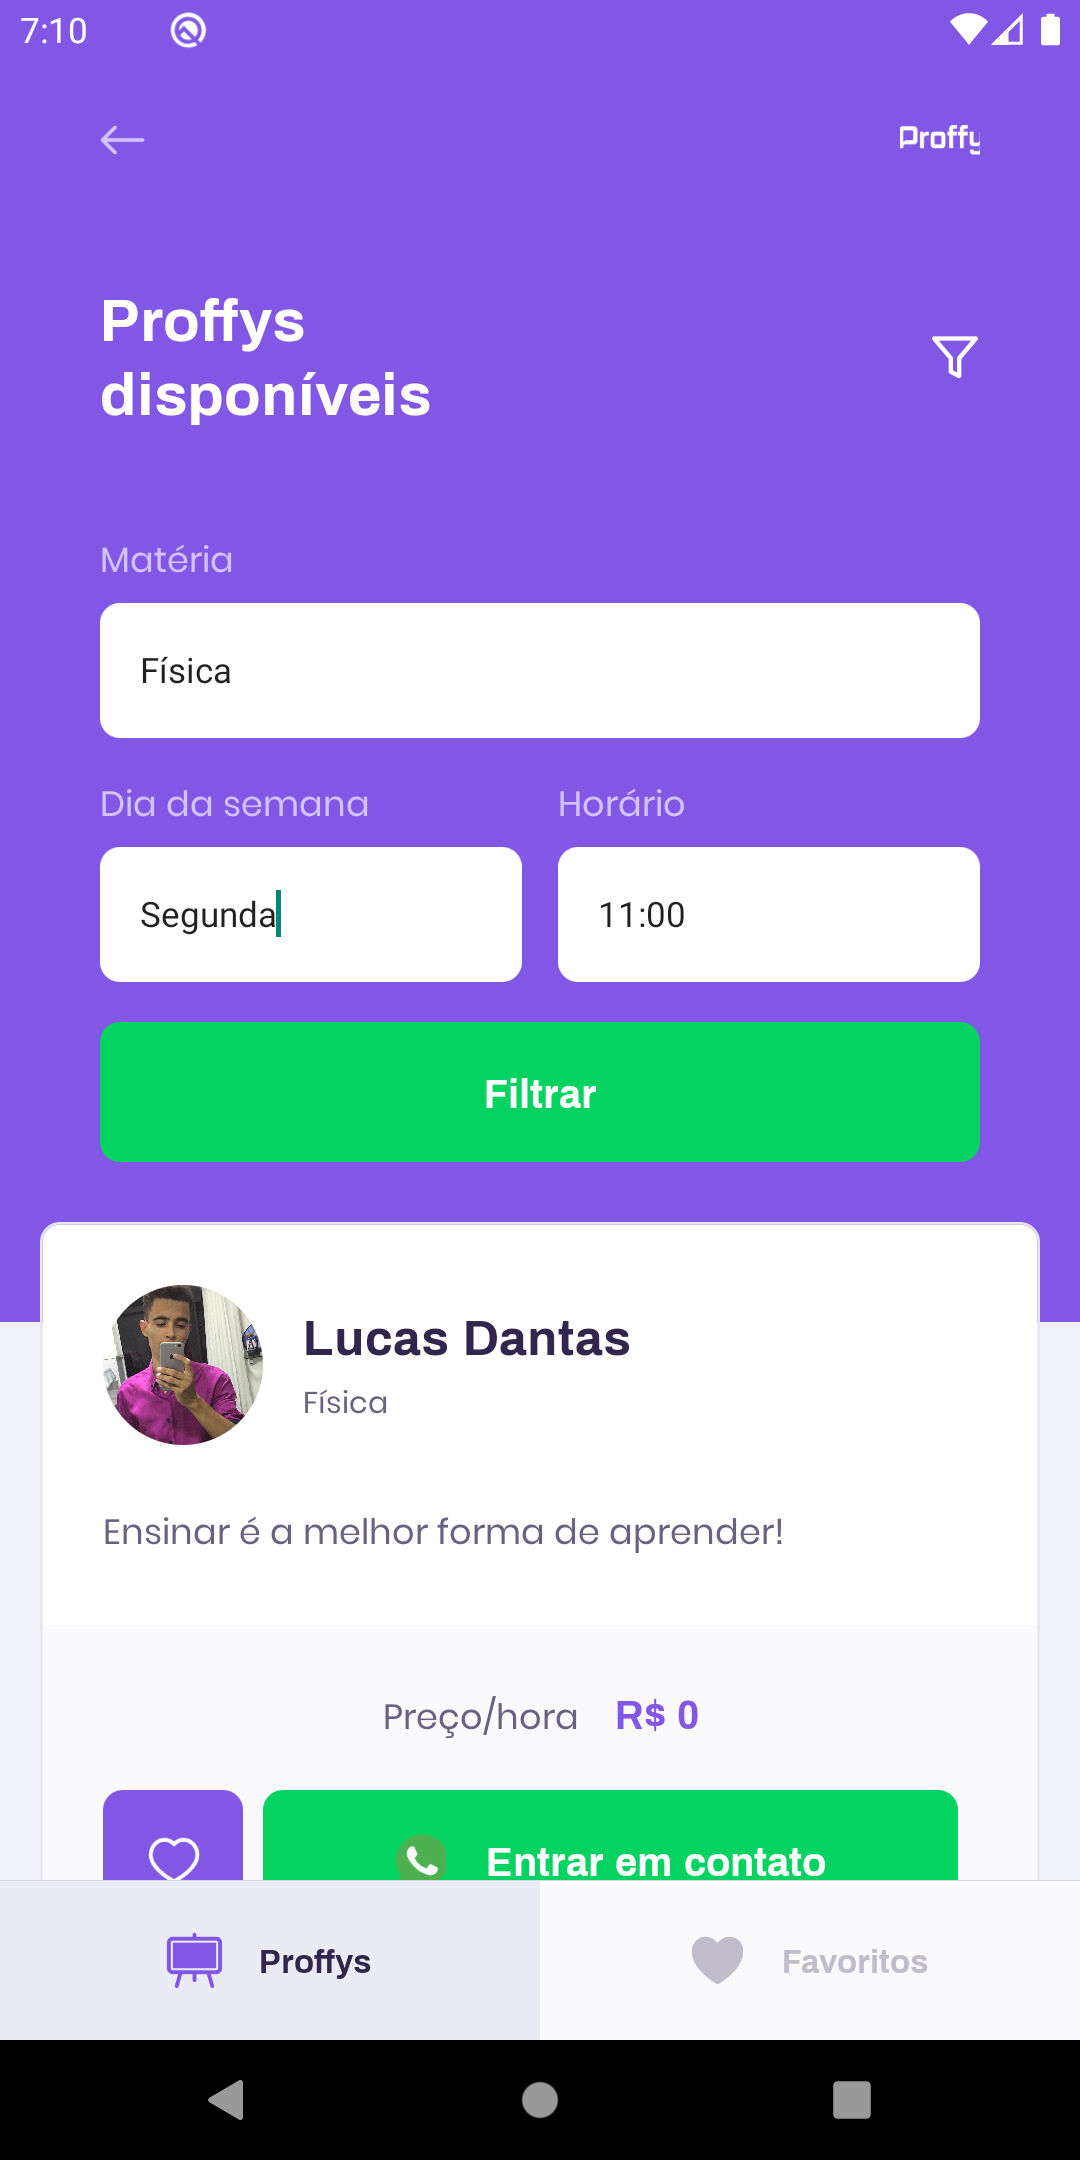 7:10
Proffy
Proffys
disponíveis
Matéria
Física
Dia da semana
Horário
Segunda
11:00
Filtrar
Lucas Dantas
Física
Ensinar é a melhor forma de aprender!
Preço/hora R$ 0
Entrar em contato
Proffys
Favoritos